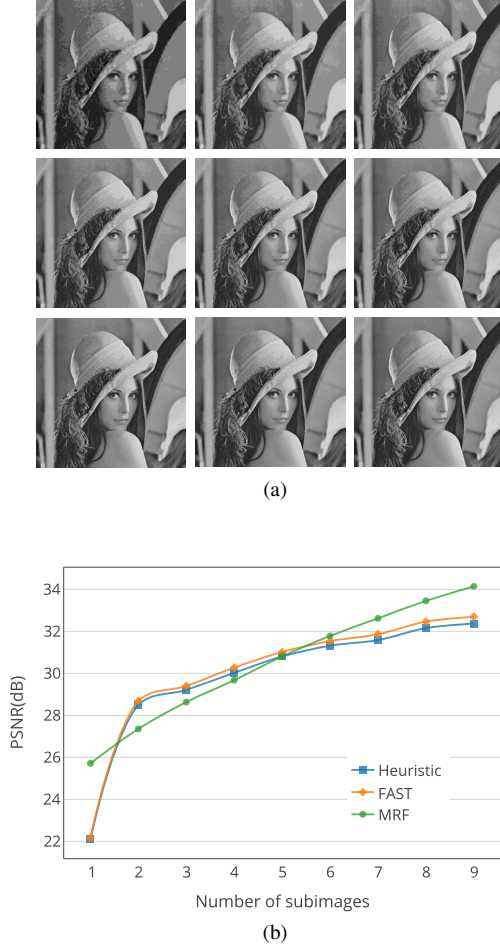 (a)
34
32
30
28
26
24
22
PSNR(dB)
Heuristic
FAST
MRF
1 2 3 4 5 6 7 8 9
Number of subimages
(b)